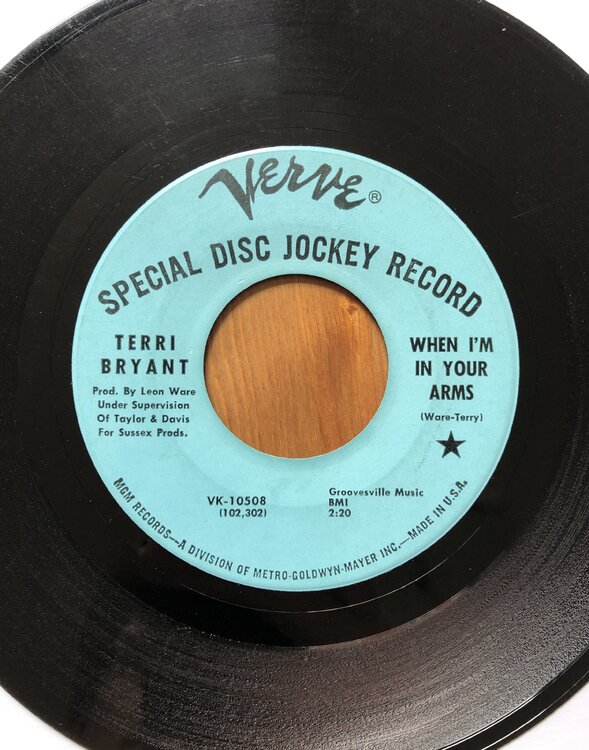 Verve®
SPECIAL DISC JOCKEY RECORD
TERRI
BRYANT
Prod. By Leon Ware
Under Supervision
Of Taylor & Davis
For Sussex Prods.
WHEN I'M
IN YOUR
ARMS
(Ware-Terry)
VK-10508
(102,302)
Groovesville Music
BMI
2:20
MGM RECORDS—A DIVISION OF METRO-GOLDWYN-MAYER INC.—MADE IN U.S.A.